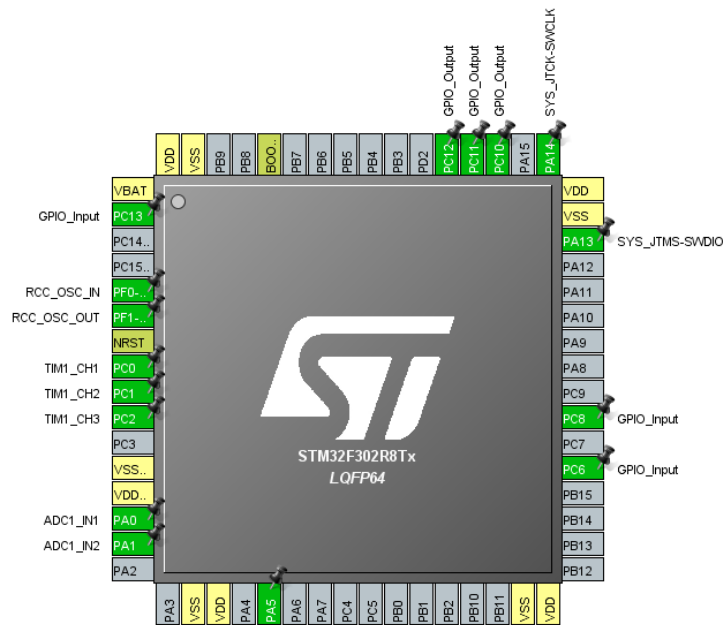 GPIO_Output
GPIO_Output
GPIO_Output
SYS_JTCK-SWCLK
VDD
VSS
PB9
PB8
BOO..
PB7
PB6
PB5
PB4
PB3
PD2
PC12
PC11
PC10
PA15
PA14
VBAT
GPIO_Input PC13
PC14..
PC15..
RCC_OSC_IN PF0-..
RCC_OSC_OUT PF1-..
NRST
TIM1_CH1 PC0
TIM1_CH2 PC1
TIM1_CH3 PC2
PC3
VSS..
VDD..
ADC1_IN1 PA0
ADC1_IN2 PA1
PA2
ST
STM32F302R8Tx
LQFP64
VDD
VSS
PA13 SYS_JTMS-SWDIO
PA12
PA11
PA10
PA9
PA8
PC9
PC8 GPIO_Input
PC7
PC6 GPIO_Input
PB15
PB14
PB13
PB12
PA3
VSS
VDD
PA4
PA5
PA6
PA7
PC4
PC5
PB0
PB1
PB2
PB10
PB11
VSS
VDD